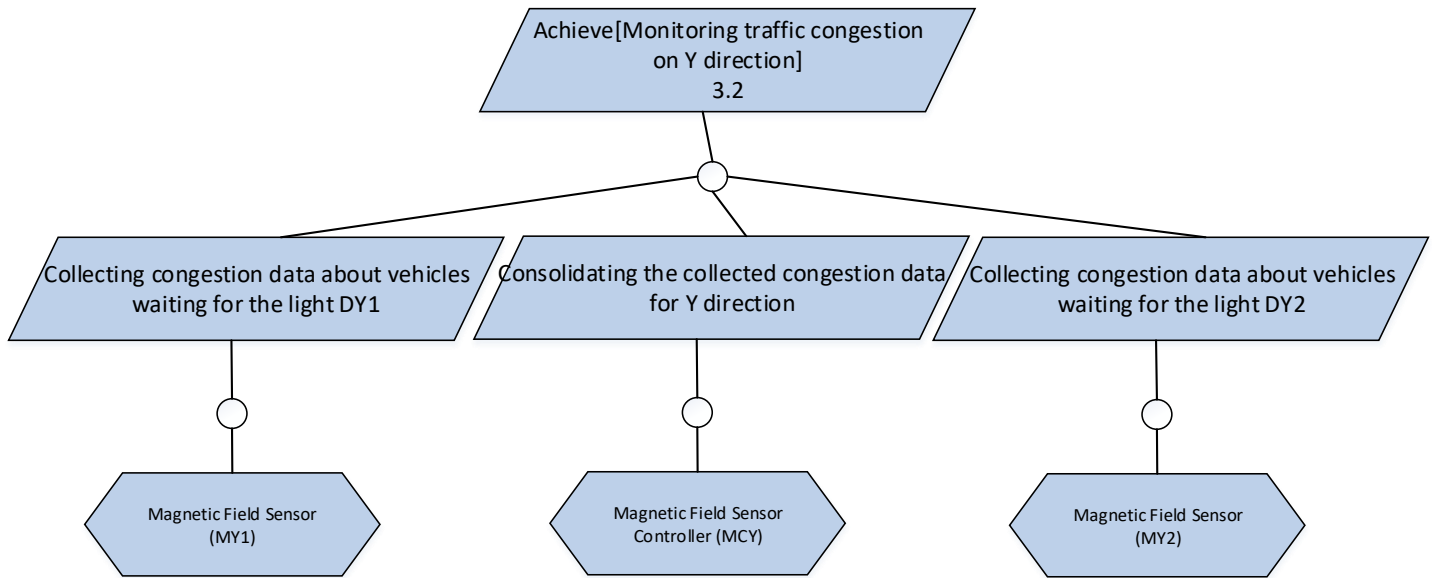 Achieve[Monitoring traffic congestion
on Y direction]
3.2
Collecting congestion data about vehicles
waiting for the light DY1
Consolidating the collected congestion data
for Y direction
Collecting congestion data about vehicles
waiting for the light DY2
Magnetic Field Sensor
(MY1)
Magnetic Field Sensor
Controller (MCY)
Magnetic Field Sensor
(MY2)